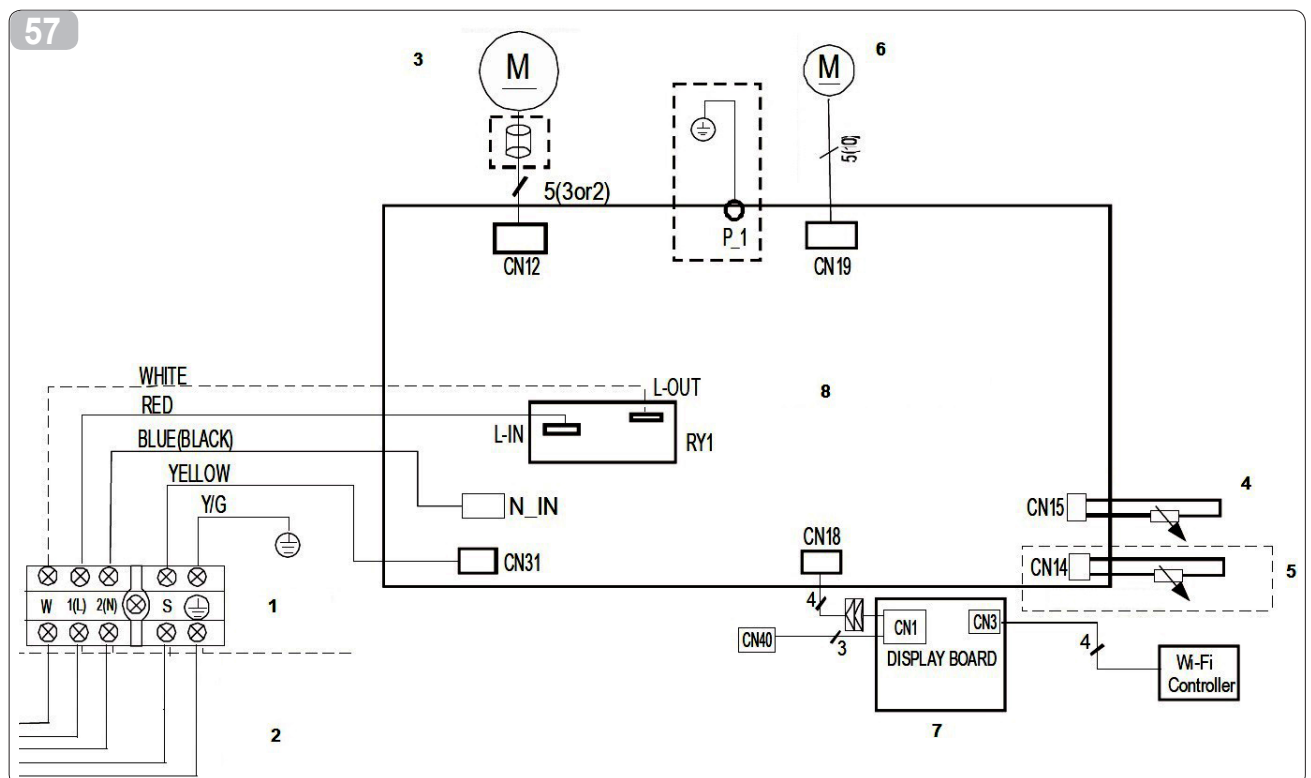 57
3
M
6
M
5(10)
5(3or2)
P_1
CN12
CN19
WHITE
L-OUT
RED
8
L-IN
RY1
BLUE(BLACK)
YELLOW
4
N_IN
CN15
Y/G
CN18
CN31
CN14
5
W 1(L) 2(N) S
1
4
CN1
CN3
CN40
3
4
DISPLAY BOARD
Wi-Fi
Controller
7
2